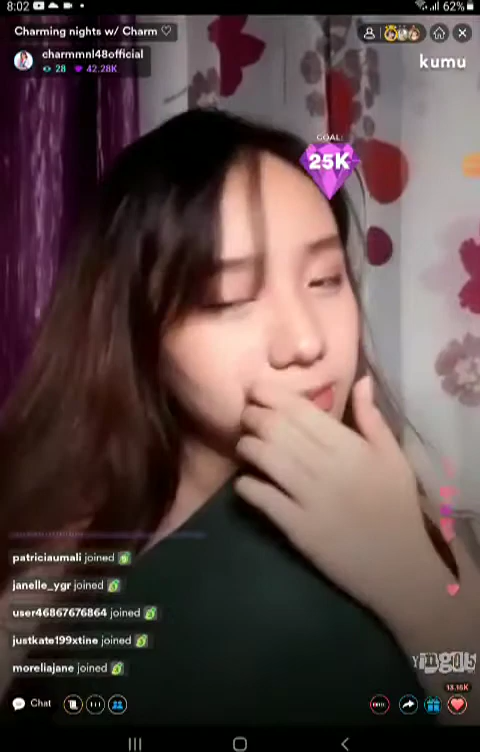 8:02
62%
Charming nights w/ Charm ♡
charmmnl48official
28 42.28K
kumu
GOAL:
25K
patriciaumali joined
janelle_ygr joined
user46867676864 joined
justkate199xtine joined
moreliajane joined
13.16K
Chat